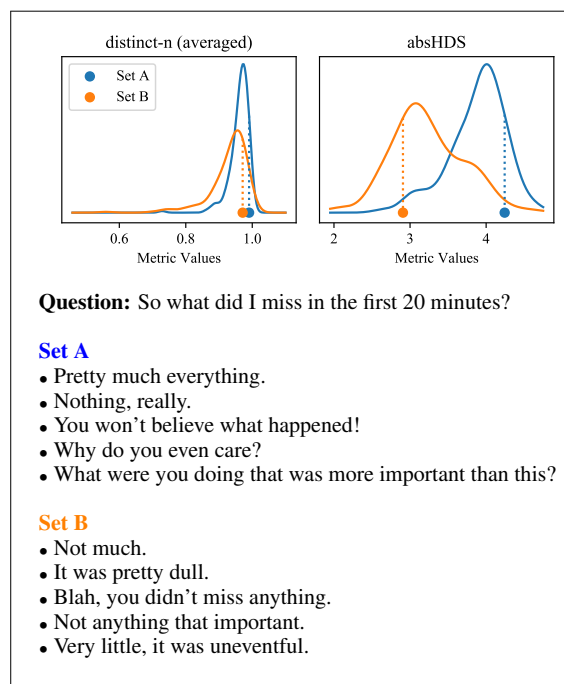 distinct-n (averaged)
absHDS
Set A
Set B
0.6 0.8 1.0
2 3 4
Metric Values
Metric Values
Question: So what did I miss in the first 20 minutes?
Set A
• Pretty much everything.
• Nothing, really.
• You won't believe what happened!
• Why do you even care?
• What were you doing that was more important than this?
Set B
• Not much.
• It was pretty dull.
• Blah, you didn't miss anything.
• Not anything that important.
• Very little, it was uneventful.